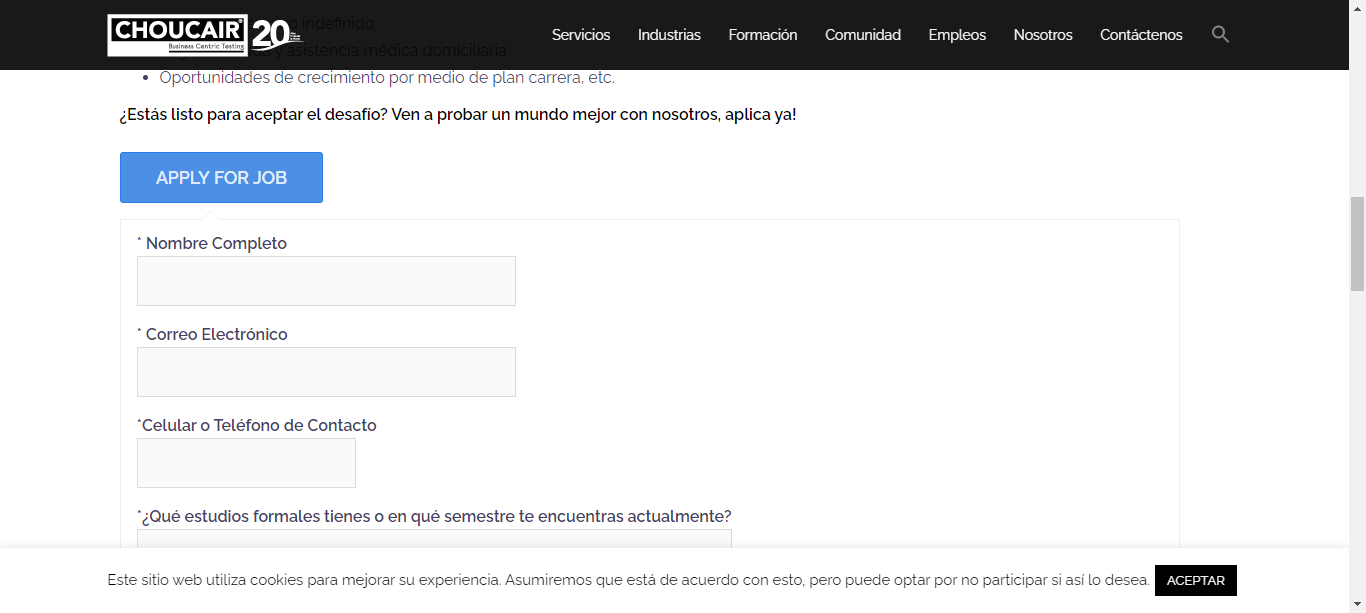 CHOUCAIR
Business Centric Testing
20
Servicios Industrias Formación Comunidad Empleos Nosotros Contáctenos
indefinido
y asistencia médica domiciliaria
Oportunidades de crecimiento por medio de plan carrera, etc.
¿Estás listo para aceptar el desafío? Ven a probar un mundo mejor con nosotros, aplica ya!
APPLY FOR JOB
* Nombre Completo
* Correo Electrónico
*Celular o Teléfono de Contacto
*¿Qué estudios formales tienes o en qué semestre te encuentras actualmente?
Este sitio web utiliza cookies para mejorar su experiencia. Asumiremos que está de acuerdo con esto, pero puede optar por no participar si así lo desea. ACEPTAR